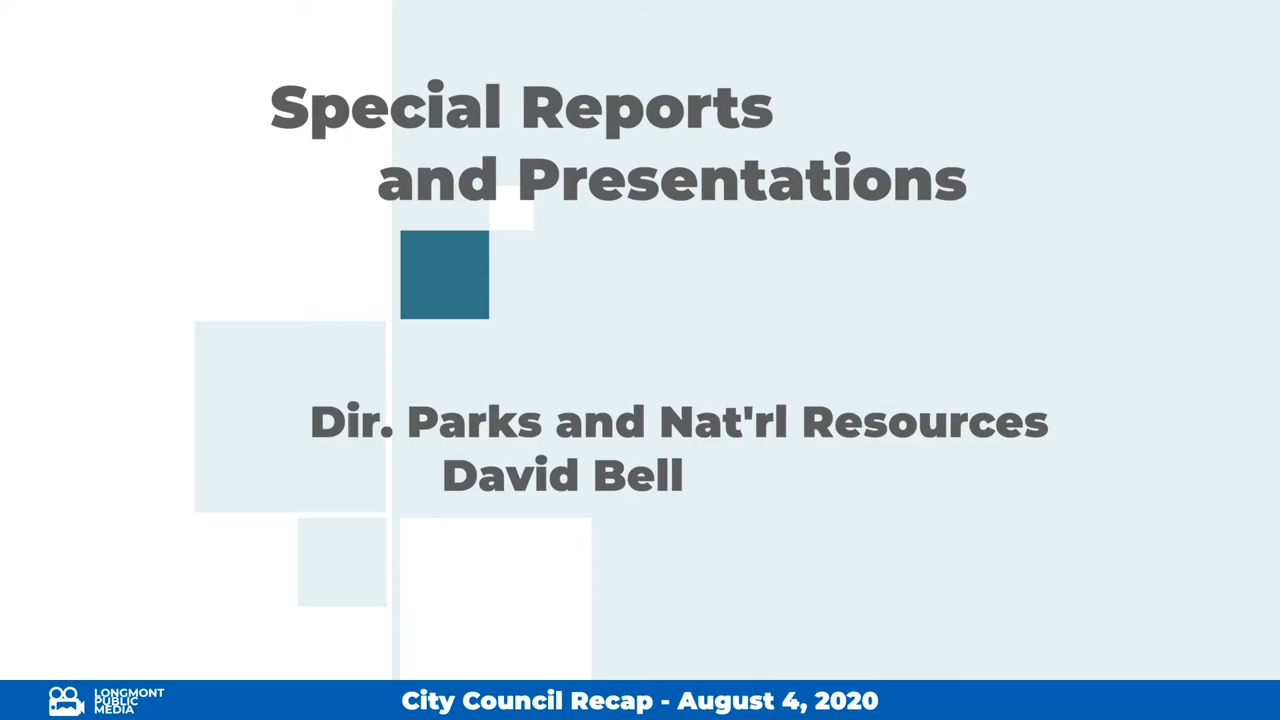 Special Reports
and Presentations
Dir. Parks and Nat'rl Resources
David Bell
LONGMONT
PUBLIC
MEDIA
City Council Recap - August 4, 2020